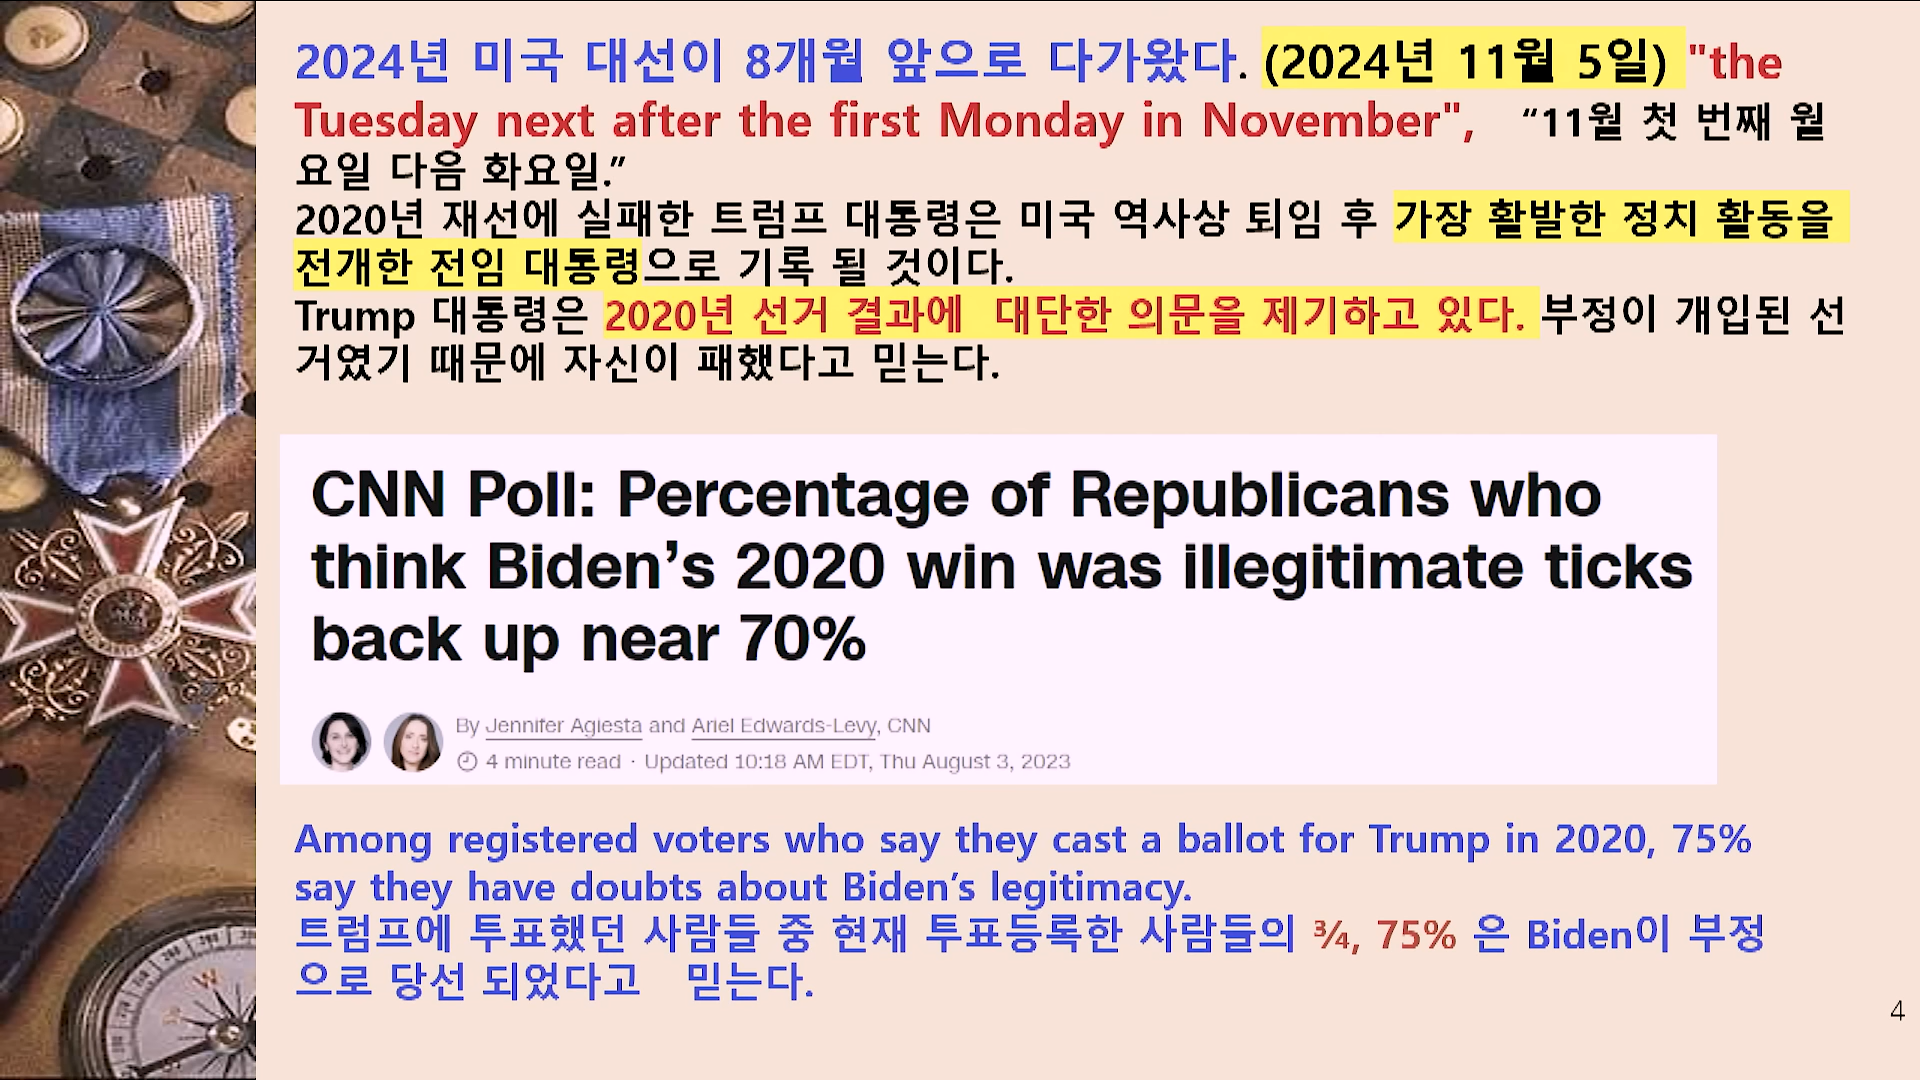 2024년 미국 대선이 8개월 앞으로 다가왔다. (2024년 11월 5일) "the
Tuesday next after the first Monday in November", “11월 첫 번째 월
요일 다음 화요일.”
2020년 재선에 실패한 트럼프 대통령은 미국 역사상 퇴임 후 가장 활발한 정치 활동을
전개한 전임 대통령으로 기록 될 것이다.
Trump 대통령은 2020년 선거 결과에 대단한 의문을 제기하고 있다. 부정이 개입된 선
거였기 때문에 자신이 패했다고 믿는다.
CNN Poll: Percentage of Republicans who
think Biden’s 2020 win was illegitimate ticks
back up near 70%
By Jennifer Agiesta and Ariel Edwards-Levy, CNN
4 minute read · Updated 10:18 AM EDT, Thu August 3, 2023
Among registered voters who say they cast a ballot for Trump in 2020, 75%
say they have doubts about Biden’s legitimacy.
트럼프에 투표했던 사람들 중 현재 투표등록한 사람들의 ¾, 75% 은 Biden이 부정
으로 당선 되었다고 믿는다.
4